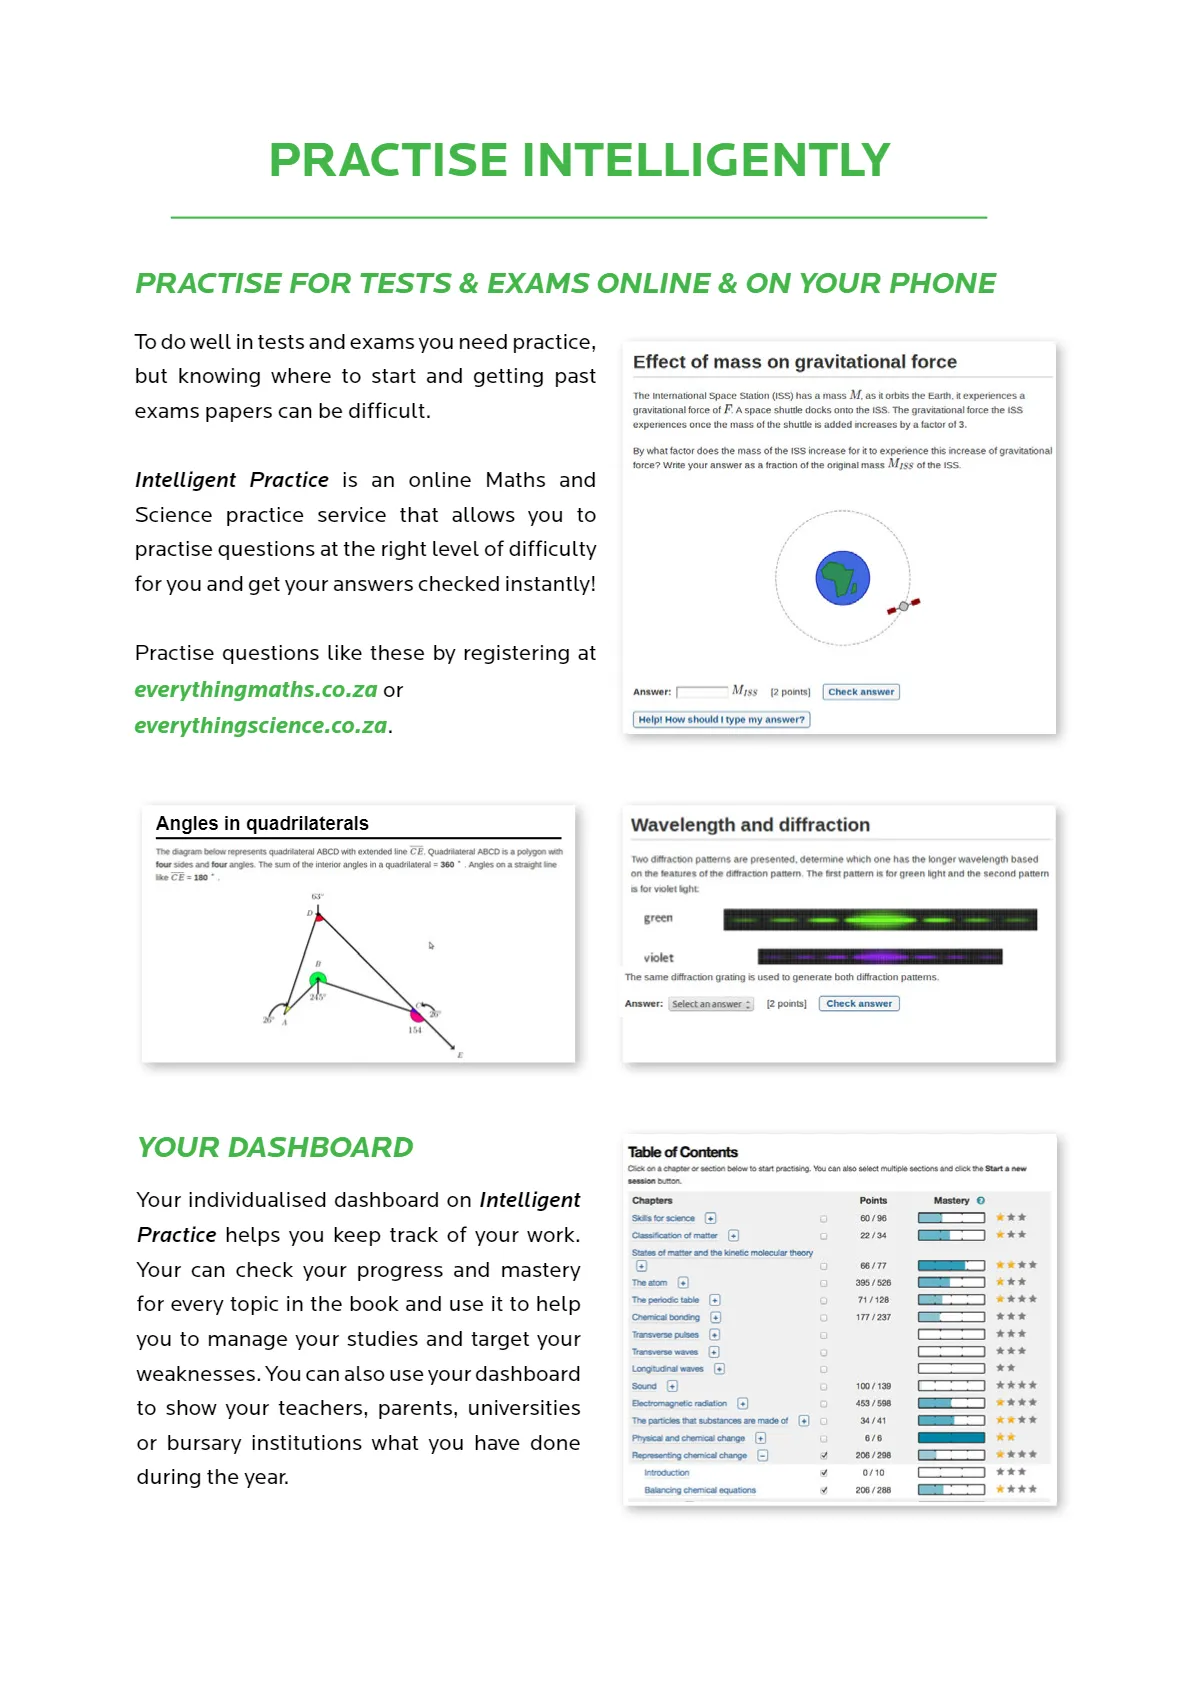 PRACTISE INTELLIGENTLY
PRACTISE FOR TESTS & EXAMS ONLINE & ON YOUR PHONE
To do well in tests and exams you need practice,
but knowing where to start and getting past
exams papers can be difficult.
Intelligent Practice is an online Maths and
Science practice service that allows you to
practise questions at the right level of difficulty
for you and get your answers checked instantly!
Practise questions like these by registering at
everythingmaths.co.za or
everythingscience.co.za.
Effect of mass on gravitational force
The International Space Station (ISS) has a mass M, as it orbits the Earth, it experiences a
gravitational force of F. A space shuttle docks onto the ISS. The gravitational force the ISS
experiences once the mass of the shuttle is added increases by a factor of 3.
By what factor does the mass of the ISS increase for it to experience this increase of gravitational
force? Write your answer as a fraction of the original mass M_ISS of the ISS.
Answer: M_ISS [2 points] Check answer
Help! How should I type my answer?
Angles in quadrilaterals
The diagram below represents quadrilateral ABCD with extended line CE. Quadrilateral ABCD is a polygon with
four sides and four angles. The sum of the interior angles in a quadrilateral = 360 °. Angles on a straight line
like CE = 180 °.
63°
D
B
245°
26° A
C 26°
154
E
Wavelength and diffraction
Two diffraction patterns are presented, determine which one has the longer wavelength based
on the features of the diffraction pattern. The first pattern is for green light and the second pattern
is for violet light:
green
violet
The same diffraction grating is used to generate both diffraction patterns.
Answer: Select an answer [2 points] Check answer
YOUR DASHBOARD
Your individualised dashboard on Intelligent
Practice helps you keep track of your work.
Your can check your progress and mastery
for every topic in the book and use it to help
you to manage your studies and target your
weaknesses. You can also use your dashboard
to show your teachers, parents, universities
or bursary institutions what you have done
during the year.
Table of Contents
Click on a chapter or section below to start practising. You can also select multiple sections and click the Start a new
session button.
Chapters Points Mastery ?
Skills for science + 60 / 96
Classification of matter + 22 / 34
States of matter and the kinetic molecular theory
+ 66 / 77
The atom + 395 / 526
The periodic table + 71 / 128
Chemical bonding + 177 / 237
Transverse pulses +
Transverse waves +
Longitudinal waves +
Sound + 100 / 139
Electromagnetic radiation + 453 / 598
The particles that substances are made of + 34 / 41
Physical and chemical change + 6 / 6
Representing chemical change − 206 / 298
Introduction 0 / 10
Balancing chemical equations 206 / 288